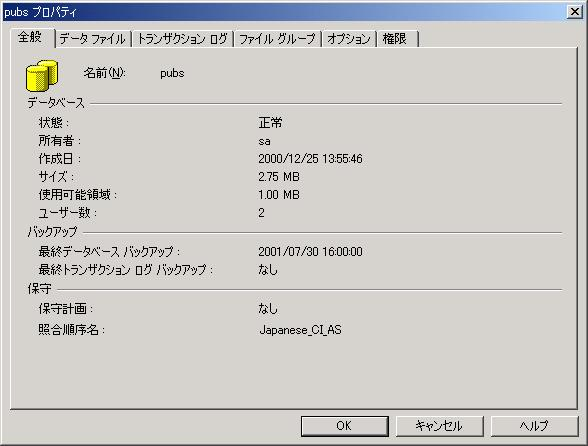 pubs プロパティ
全般 データ ファイル トランザクション ログ ファイル グループ オプション 権限
名前(N): pubs
データベース
状態 : 正常
所有者 : sa
作成日 : 2000/12/25 13:55:46
サイズ : 2.75 MB
使用可能領域 : 1.00 MB
ユーザー数 : 2
バックアップ
最終データベース バックアップ : 2001/07/30 16:00:00
最終トランザクション ログ バックアップ : なし
保守
保守計画 : なし
照合順序名 : Japanese_CI_AS
OK キャンセル ヘルプ